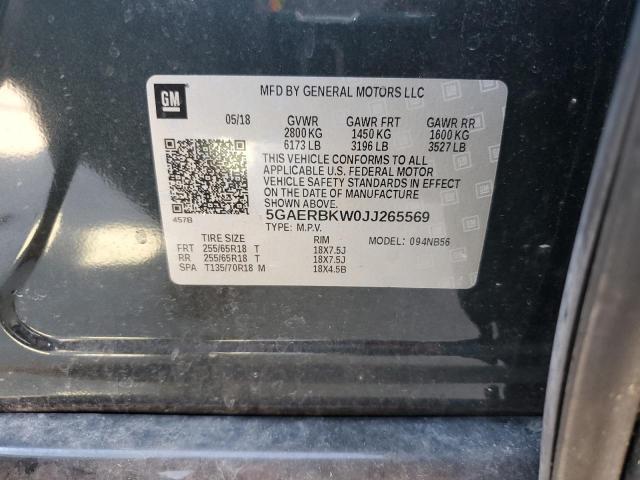 GM
MFD BY GENERAL MOTORS LLC
05/18 GVWR GAWR FRT GAWR RR
2800 KG 1450 KG 1600 KG
6173 LB 3196 LB 3527 LB
THIS VEHICLE CONFORMS TO ALL
APPLICABLE U.S. FEDERAL MOTOR
VEHICLE SAFETY STANDARDS IN EFFECT
ON THE DATE OF MANUFACTURE
SHOWN ABOVE.
457B 5GAERBKW0JJ265569
TYPE: M.P.V.
TIRE SIZE RIM MODEL: 094NB56
FRT 255/65R18 T 18X7.5J
RR 255/65R18 T 18X7.5J
SPA T135/70R18 M 18X4.5B